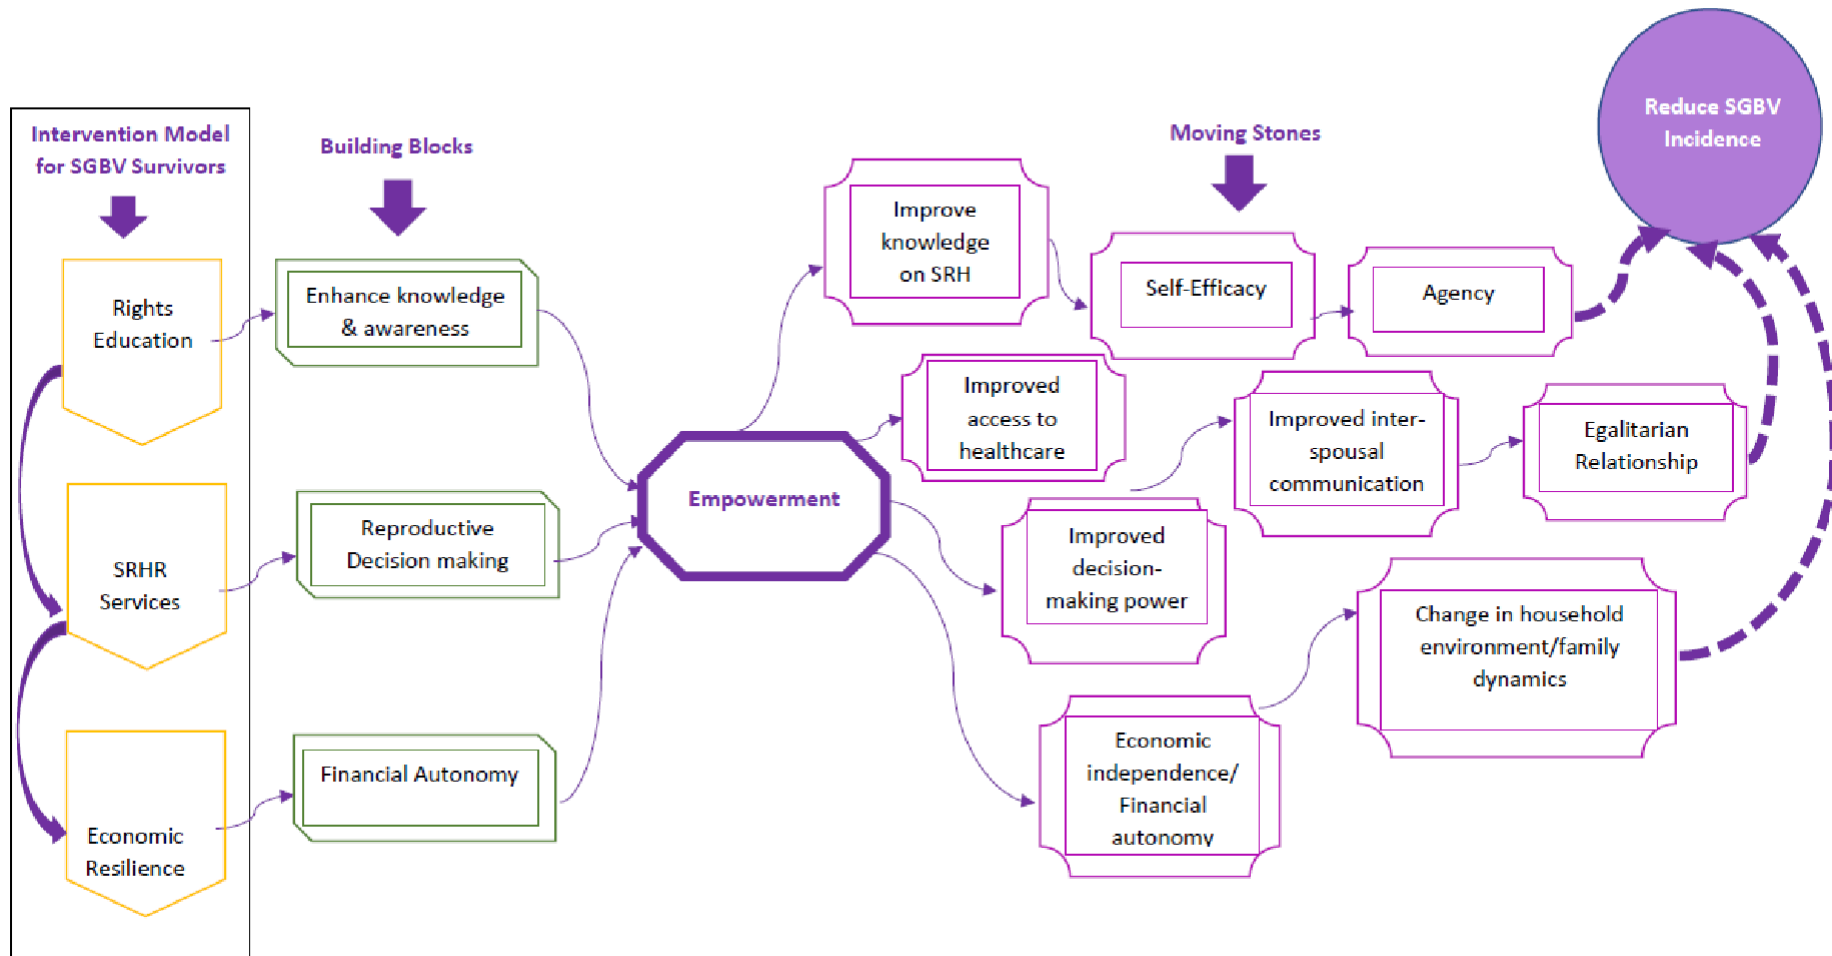 Intervention Model
for SGBV Survivors
Rights
Education
SRHR
Services
Economic
Resilience
Building Blocks
Enhance knowledge
& awareness
Reproductive
Decision making
Financial Autonomy
Empowerment
Moving Stones
Improve
knowledge
on SRH
Self-Efficacy
Agency
Improved
access to
healthcare
Improved inter-
spousal
communication
Egalitarian
Relationship
Improved
decision-
making power
Change in household
environment/family
dynamics
Economic
independence/
Financial
autonomy
Reduce SGBV
Incidence